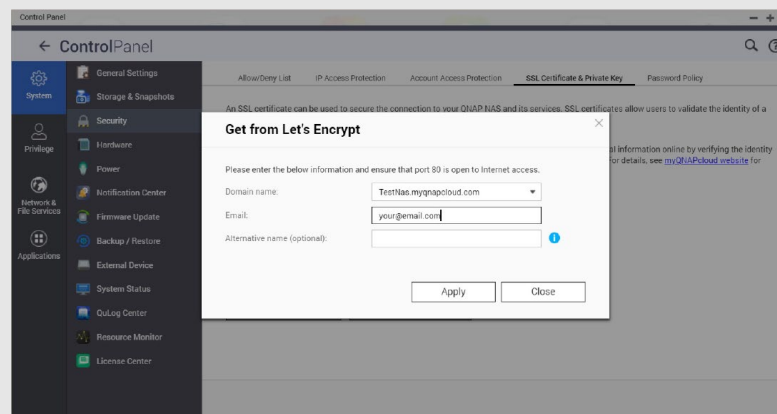 Control Panel
ControlPanel
System
Privilege
Network &
File Services
Applications
General Settings
Storage & Snapshots
Security
Hardware
Power
Notification Center
Firmware Update
Backup / Restore
External Device
System Status
QuLog Center
Resource Monitor
License Center
Allow/Deny List
IP Access Protection
Account Access Protection
SSL Certificate & Private Key
Password Policy
An SSL certificate can be used to secure the connection to your QNAP NAS and its services. SSL certificates allow users to validate the identity of a
al information online by verifying the identity
For details, see myQNAPcloud website for
Get from Let's Encrypt
Please enter the below information and ensure that port 80 is open to Internet access.
Domain name:
TestNas.myqnapcloud.com
Email:
your@email.com
Alternative name (optional):
Apply
Close